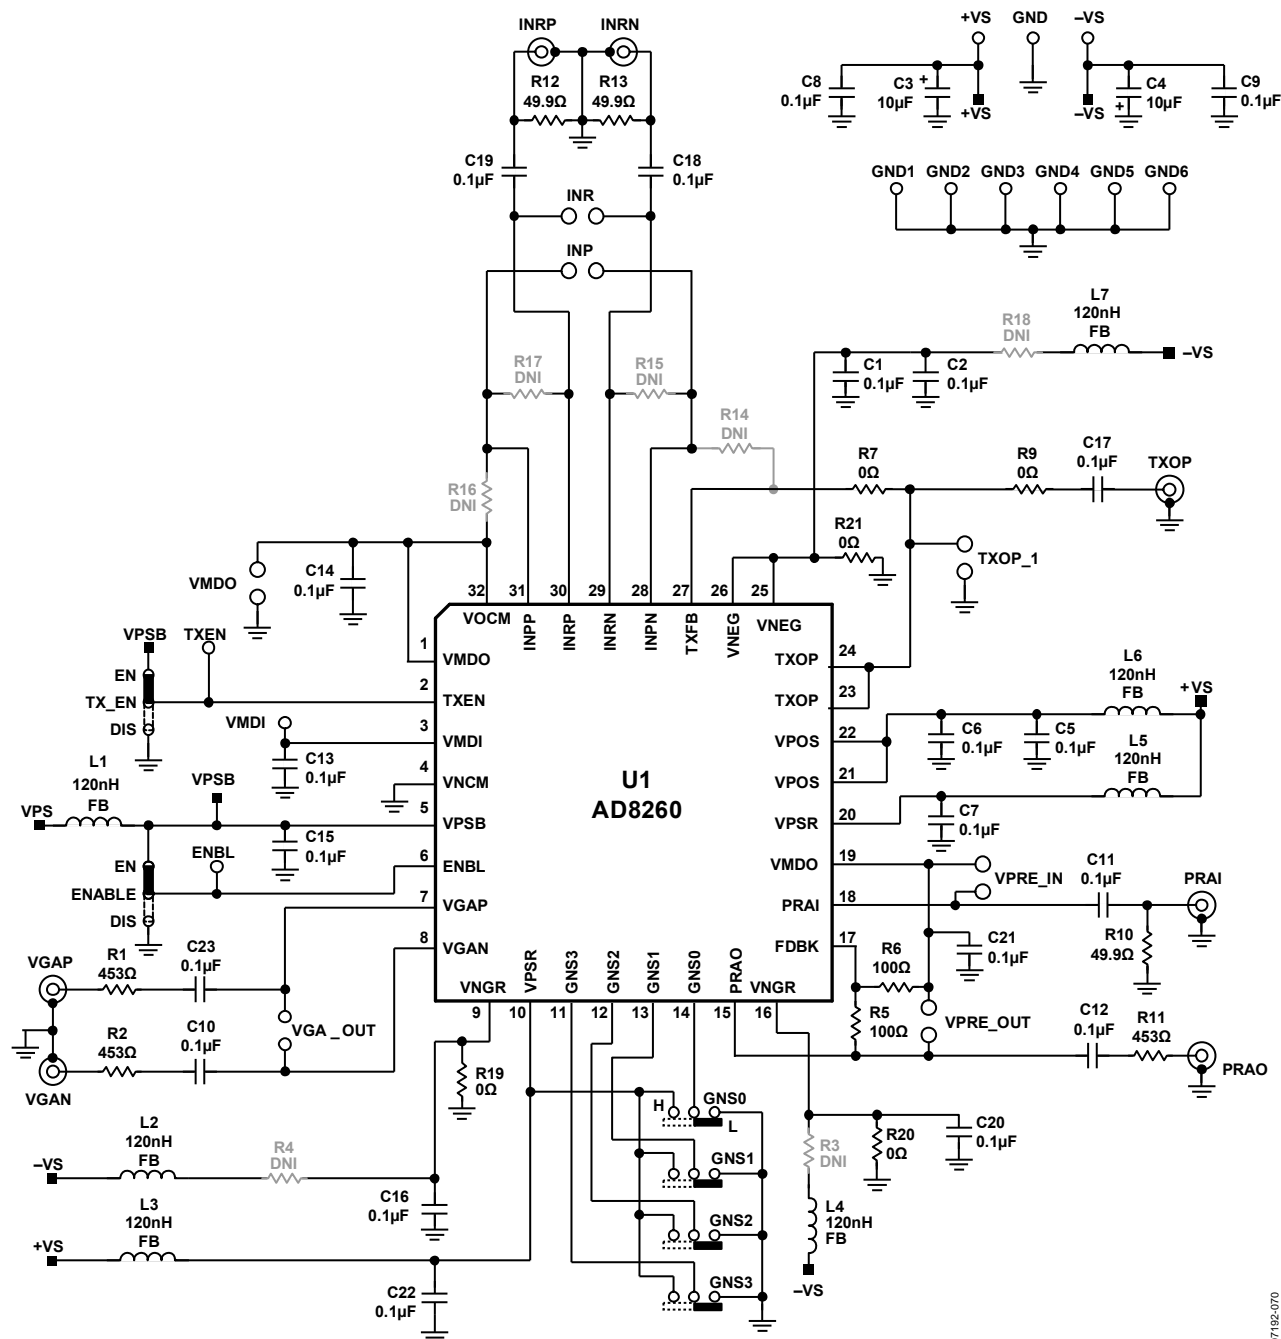 INRP INRN
+VS GND –VS
R12 R13
49.9Ω 49.9Ω
C8
0.1µF
C3 +
10µF
+VS
–VS
C4
10µF
+
C9
0.1µF
C19
0.1µF
C18
0.1µF
INR
INP
GND1 GND2 GND3 GND4 GND5 GND6
L7
120nH
FB
R18
DNI
–VS
C1
0.1µF
C2
0.1µF
R17
DNI
R15
DNI
R14
DNI
R16
DNI
R7
0Ω
R9
0Ω
C17
0.1µF
TXOP
R21
0Ω
TXOP_1
VMDO
C14
0.1µF
32 31 30 29 28 27 26 25
VOCM INPP INRP INRN INPN TXFB VNEG VNEG
VPSB TXEN
EN
TX_EN
DIS
VMDI
C13
0.1µF
1 VMDO
2 TXEN
3 VMDI
4 VNCM
5 VPSB
6 ENBL
7 VGAP
8 VGAN
U1
AD8260
TXOP 24
TXOP 23
VPOS 22
VPOS 21
VPSR 20
VMDO 19
PRAI 18
FDBK 17
L6
120nH
FB
+VS
C6
0.1µF
C5
0.1µF
L5
120nH
FB
C7
0.1µF
L1
120nH
FB
VPS
VPSB
C15
0.1µF
EN
ENABLE
DIS
ENBL
VPRE_IN
C11
0.1µF
PRAI
R10
49.9Ω
C21
0.1µF
R6
100Ω
R5
100Ω
VPRE_OUT
C12
0.1µF
R11
453Ω
PRAO
VGAP
R1
453Ω
C23
0.1µF
VGA_OUT
R2
453Ω
C10
0.1µF
VGAN
VNGR VPSR GNS3 GNS2 GNS1 GNS0 PRAO VNGR
9 10 11 12 13 14 15 16
R19
0Ω
H GNS0
L
GNS1
GNS2
GNS3
R3
DNI
R20
0Ω
C20
0.1µF
L4
120nH
FB
–VS
L2
120nH
FB
–VS
R4
DNI
C16
0.1µF
L3
120nH
FB
+VS
C22
0.1µF
7192-070